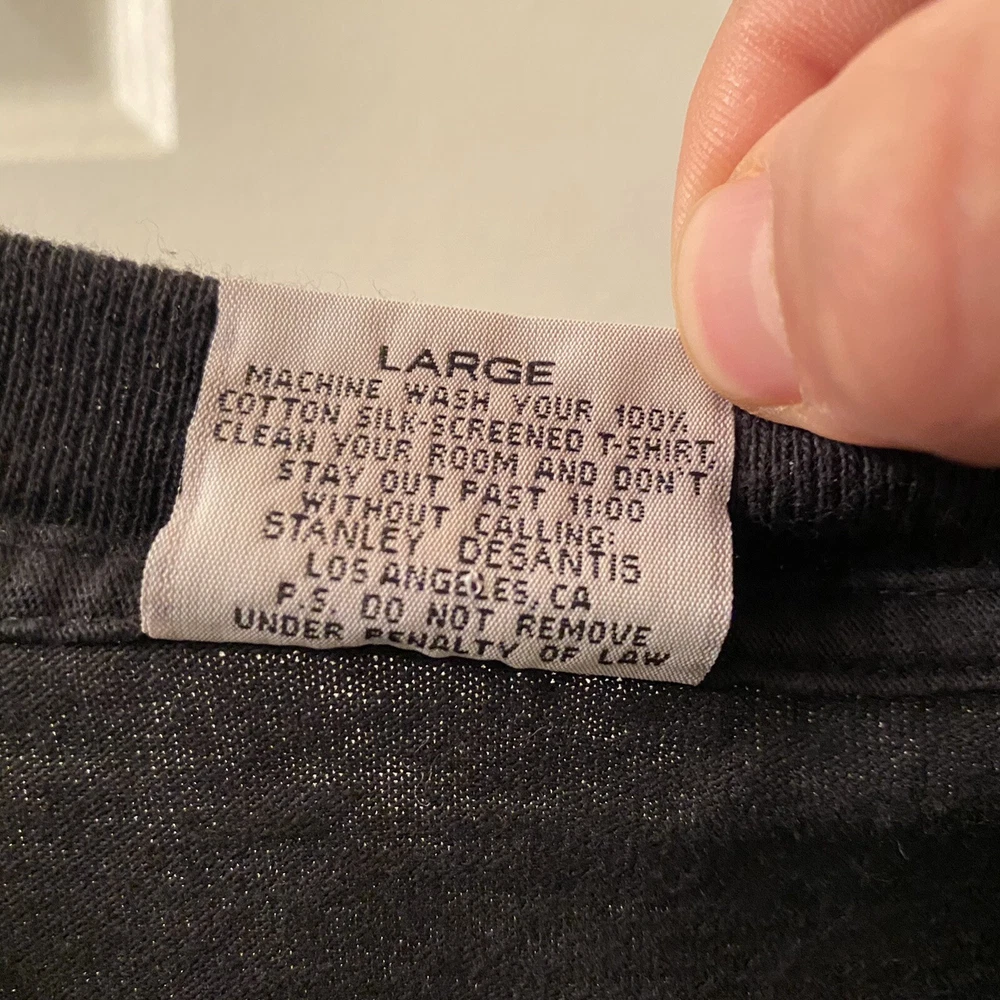 LARGE
MACHINE WASH YOUR 100%
COTTON SILK-SCREENED T-SHIRT,
CLEAN YOUR ROOM AND DON'T
STAY OUT PAST 11:00
WITHOUT CALLING:
STANLEY DESANTIS
LOS ANGELES, CA
P.S. DO NOT REMOVE
UNDER PENALTY OF LAW